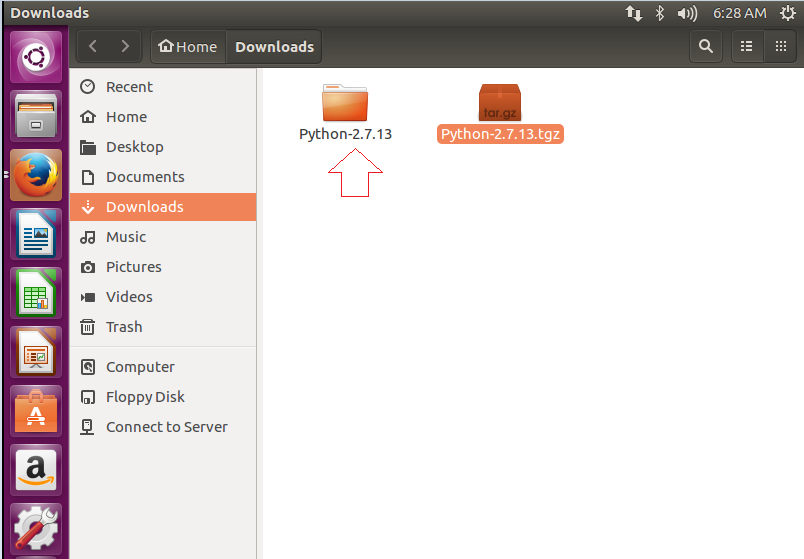 Downloads
6:28 AM
Home
Downloads
Recent
Home
Desktop
Documents
Downloads
Music
Pictures
Videos
Trash
Computer
Floppy Disk
Connect to Server
tar.gz
Python-2.7.13
Python-2.7.13.tgz